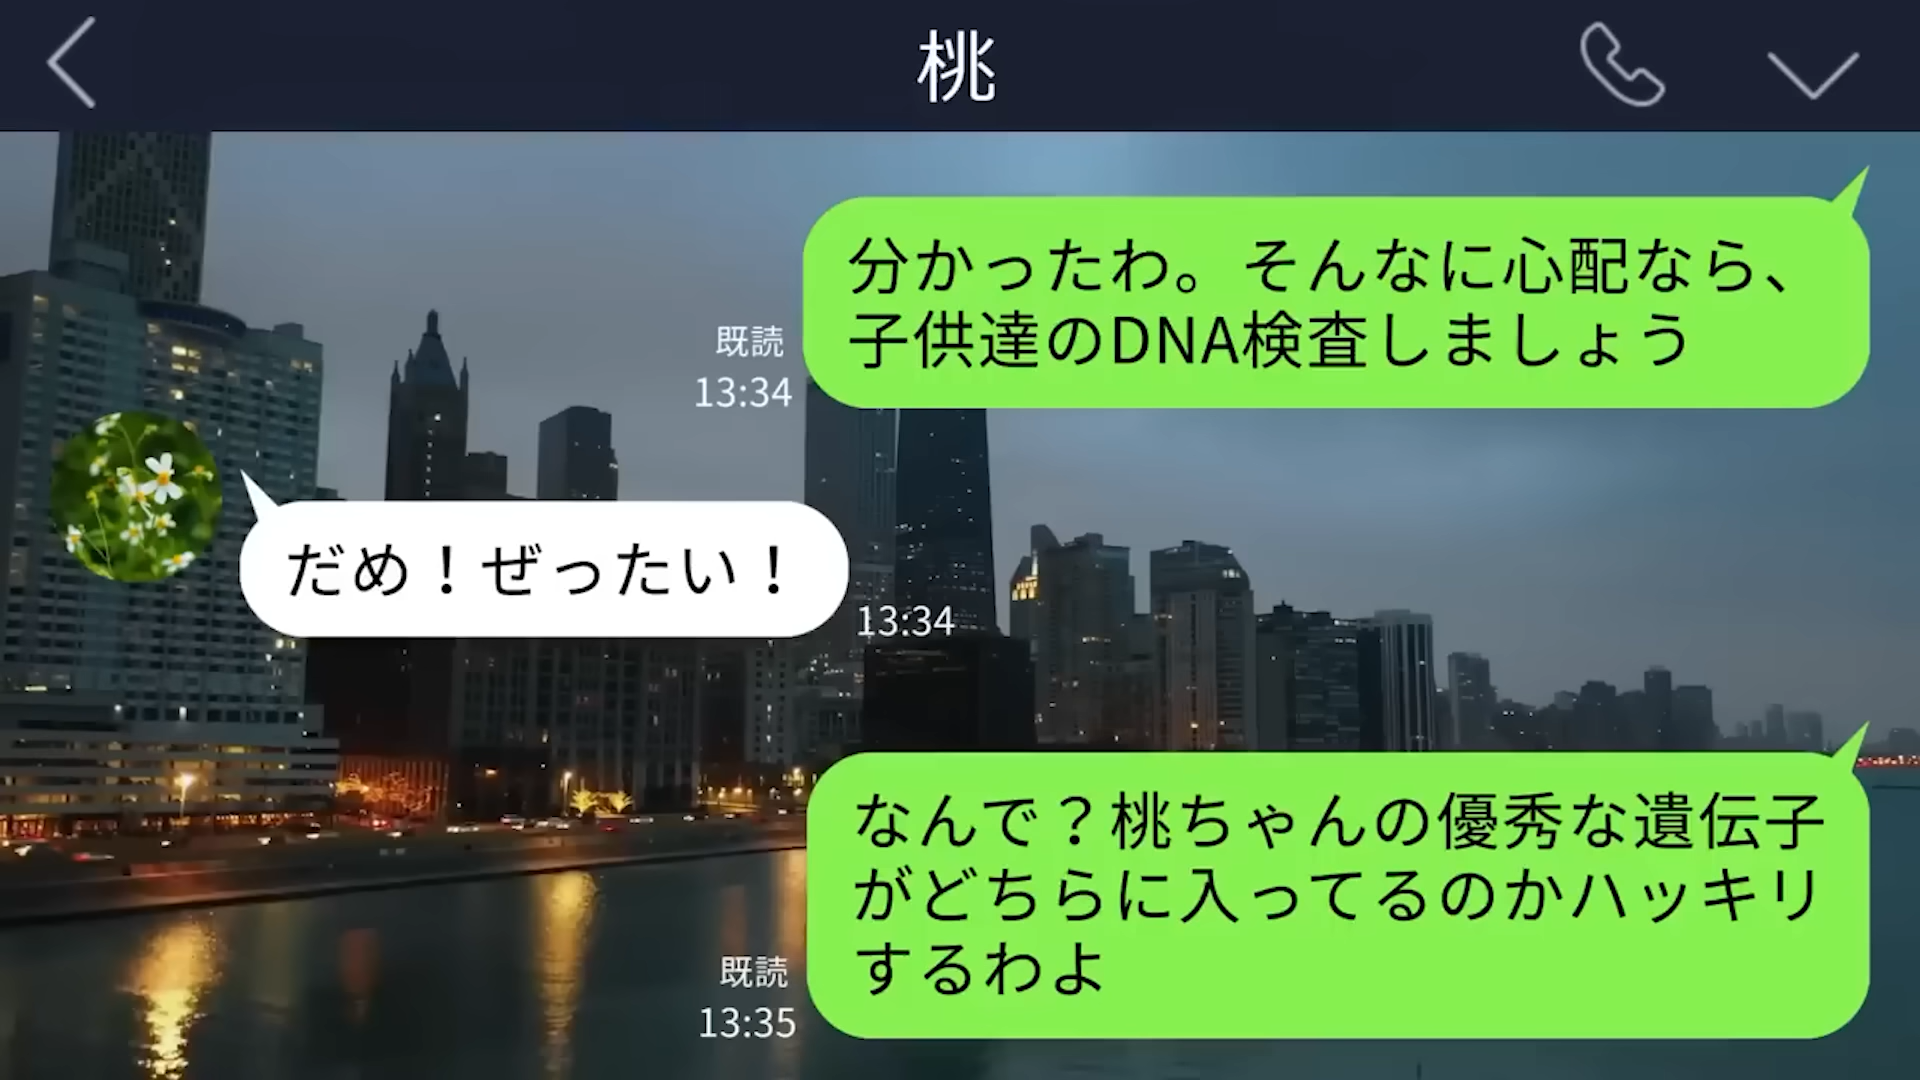 桃
分かったわ。そんなに心配なら、
子供達のDNA検査しましょう
既読
13:34
だめ！ぜったい！
13:34
なんで？桃ちゃんの優秀な遺伝子
がどちらに入ってるのかハッキリ
するわよ
既読
13:35